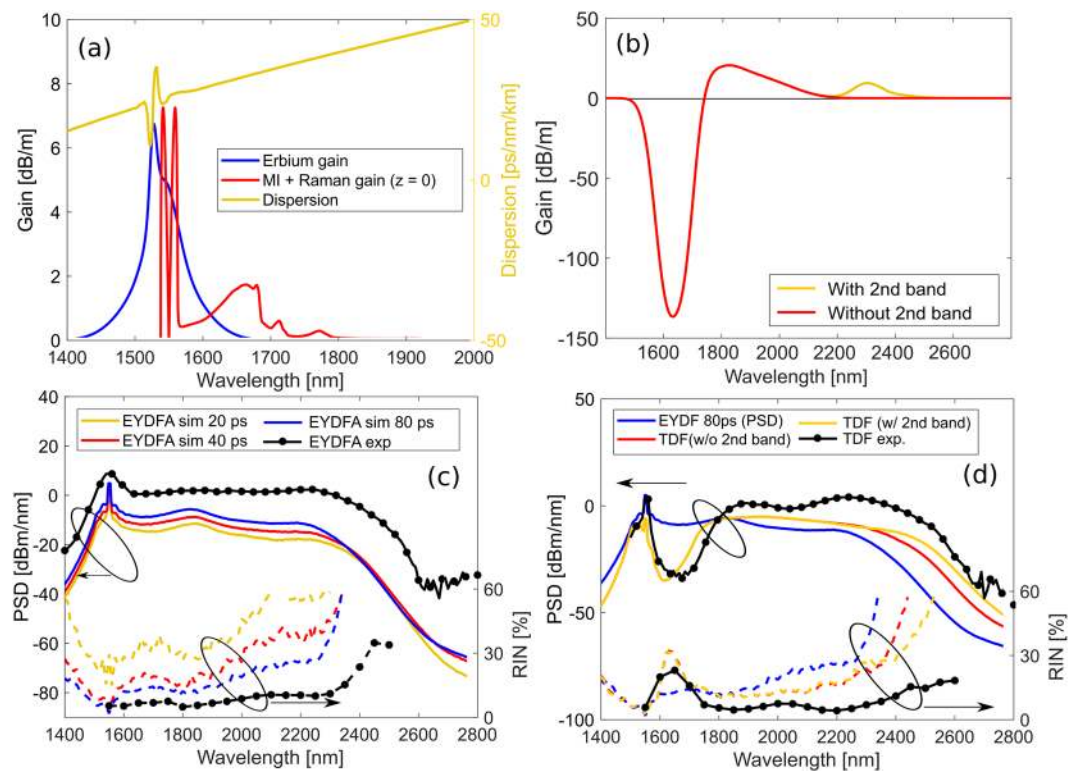 (a)
Gain [dB/m]
10
8
6
4
2
0
Erbium gain
MI + Raman gain (z = 0)
Dispersion
50
0
-50
Dispersion [ps/nm/km]
1400 1500 1600 1700 1800 1900 2000
Wavelength [nm]
(b)
Gain [dB/m]
50
0
-50
-100
-150
With 2nd band
Without 2nd band
1600 1800 2000 2200 2400 2600
Wavelength [nm]
(c)
PSD [dBm/nm]
40
20
0
-20
-40
-60
-80
EYDFA sim 20 ps
EYDFA sim 40 ps
EYDFA sim 80 ps
EYDFA exp
60
30
0
RIN [%]
1400 1600 1800 2000 2200 2400 2600 2800
Wavelength [nm]
(d)
PSD [dBm/nm]
50
0
-50
-100
EYDF 80ps (PSD)
TDF(w/o 2nd band)
TDF (w/ 2nd band)
TDF exp.
60
30
0
RIN [%]
1400 1600 1800 2000 2200 2400 2600 2800
Wavelength [nm]